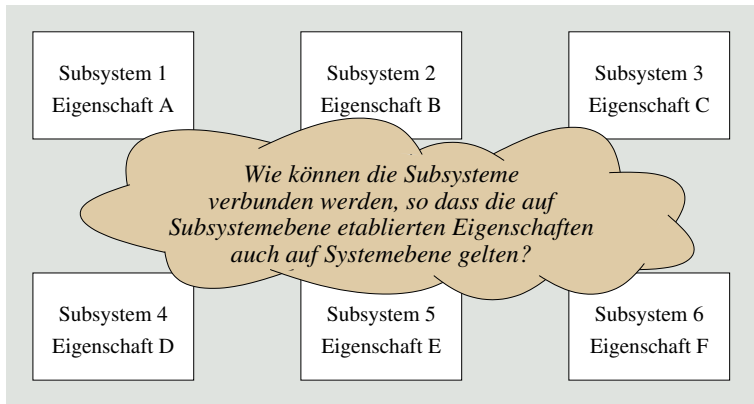 Subsystem 1
Eigenschaft A
Subsystem 2
Eigenschaft B
Subsystem 3
Eigenschaft C
Wie können die Subsysteme
verbunden werden, so dass die auf
Subsystemebene etablierten Eigenschaften
auch auf Systemebene gelten?
Subsystem 4
Eigenschaft D
Subsystem 5
Eigenschaft E
Subsystem 6
Eigenschaft F